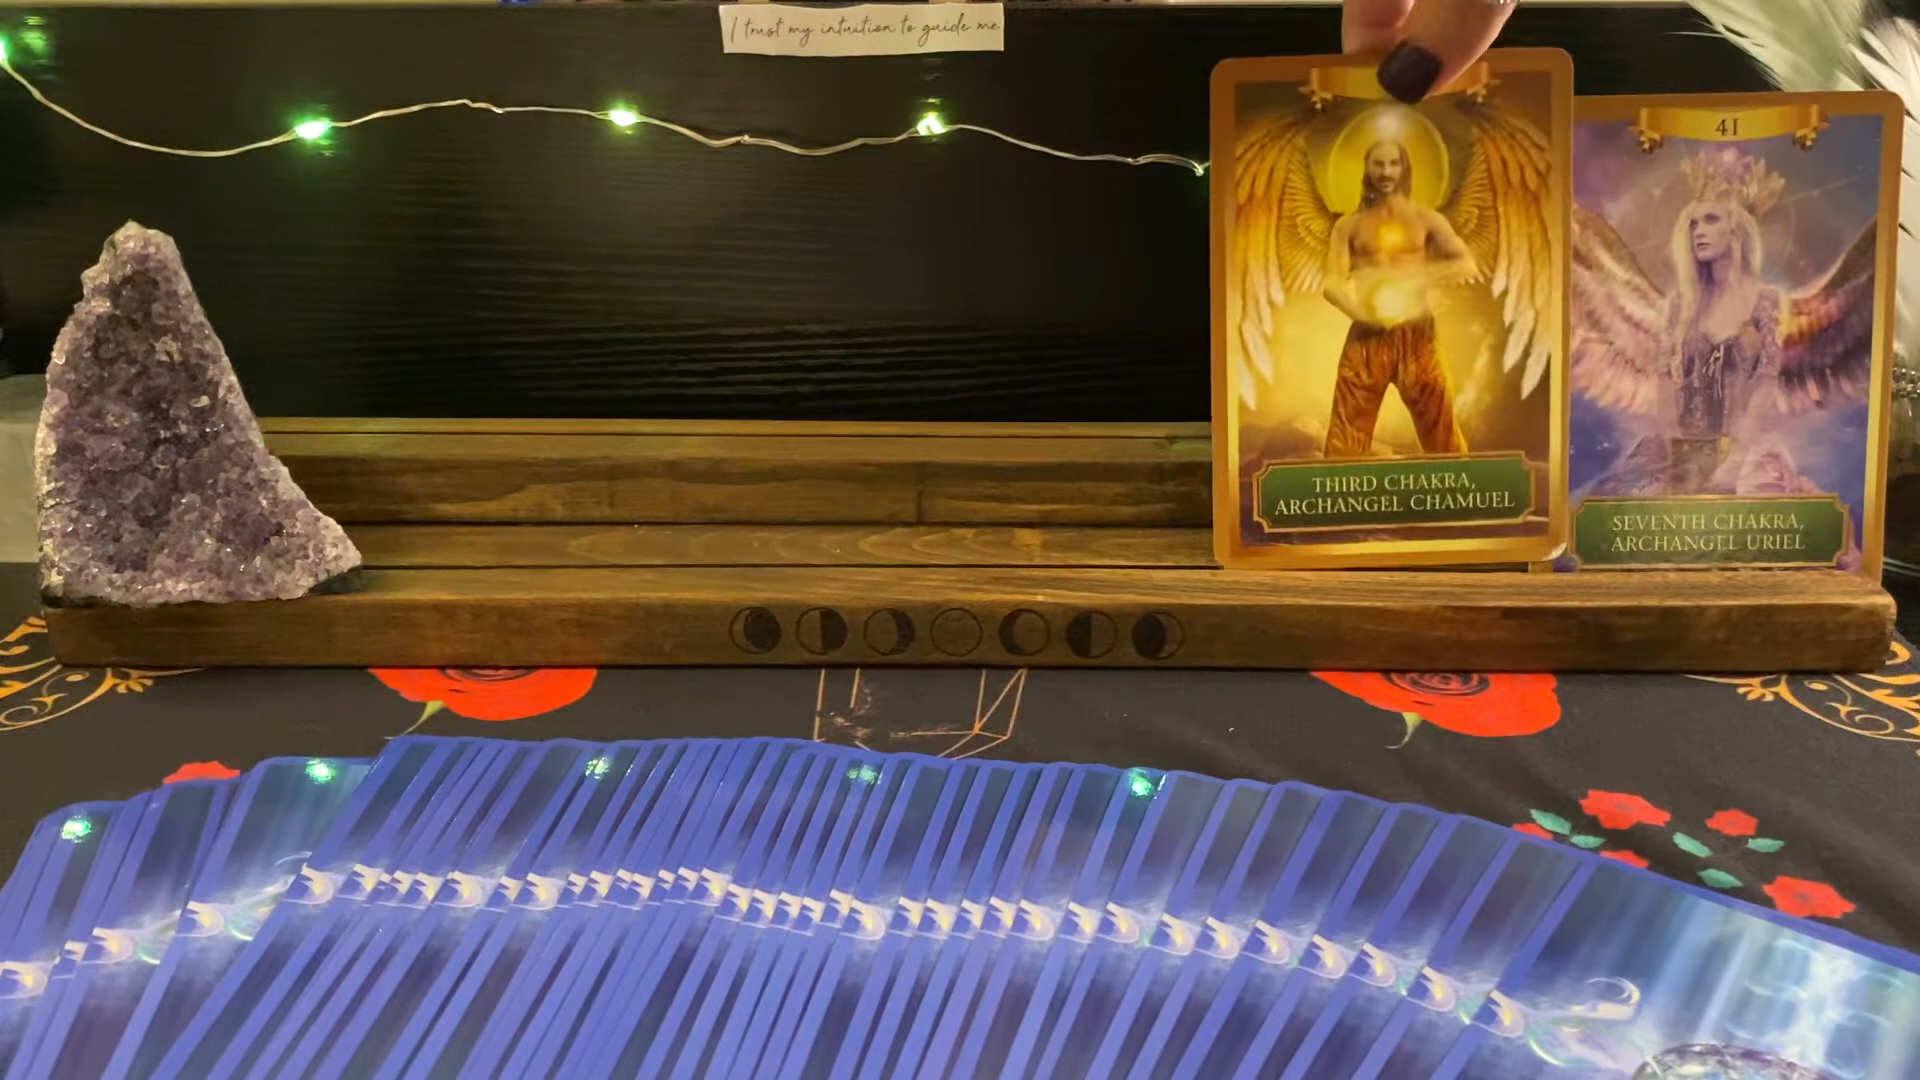 I trust my intuition to guide me
41
THIRD CHAKRA,
ARCHANGEL CHAMUEL
SEVENTH CHAKRA,
ARCHANGEL URIEL